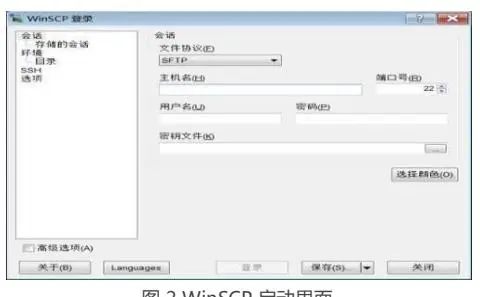 WinSCP 登录
会话
存储的会话
环境
目录
SSH
选项
会话
文件协议(F)
SFTP
主机名(H)
端口号(R)
22
用户名(U)
密码(P)
密钥文件(K)
...
选择颜色(O)
高级选项(A)
关于(B)
Languages
登录
保存(S)...
关闭
图 2 WinSCP 启动界面